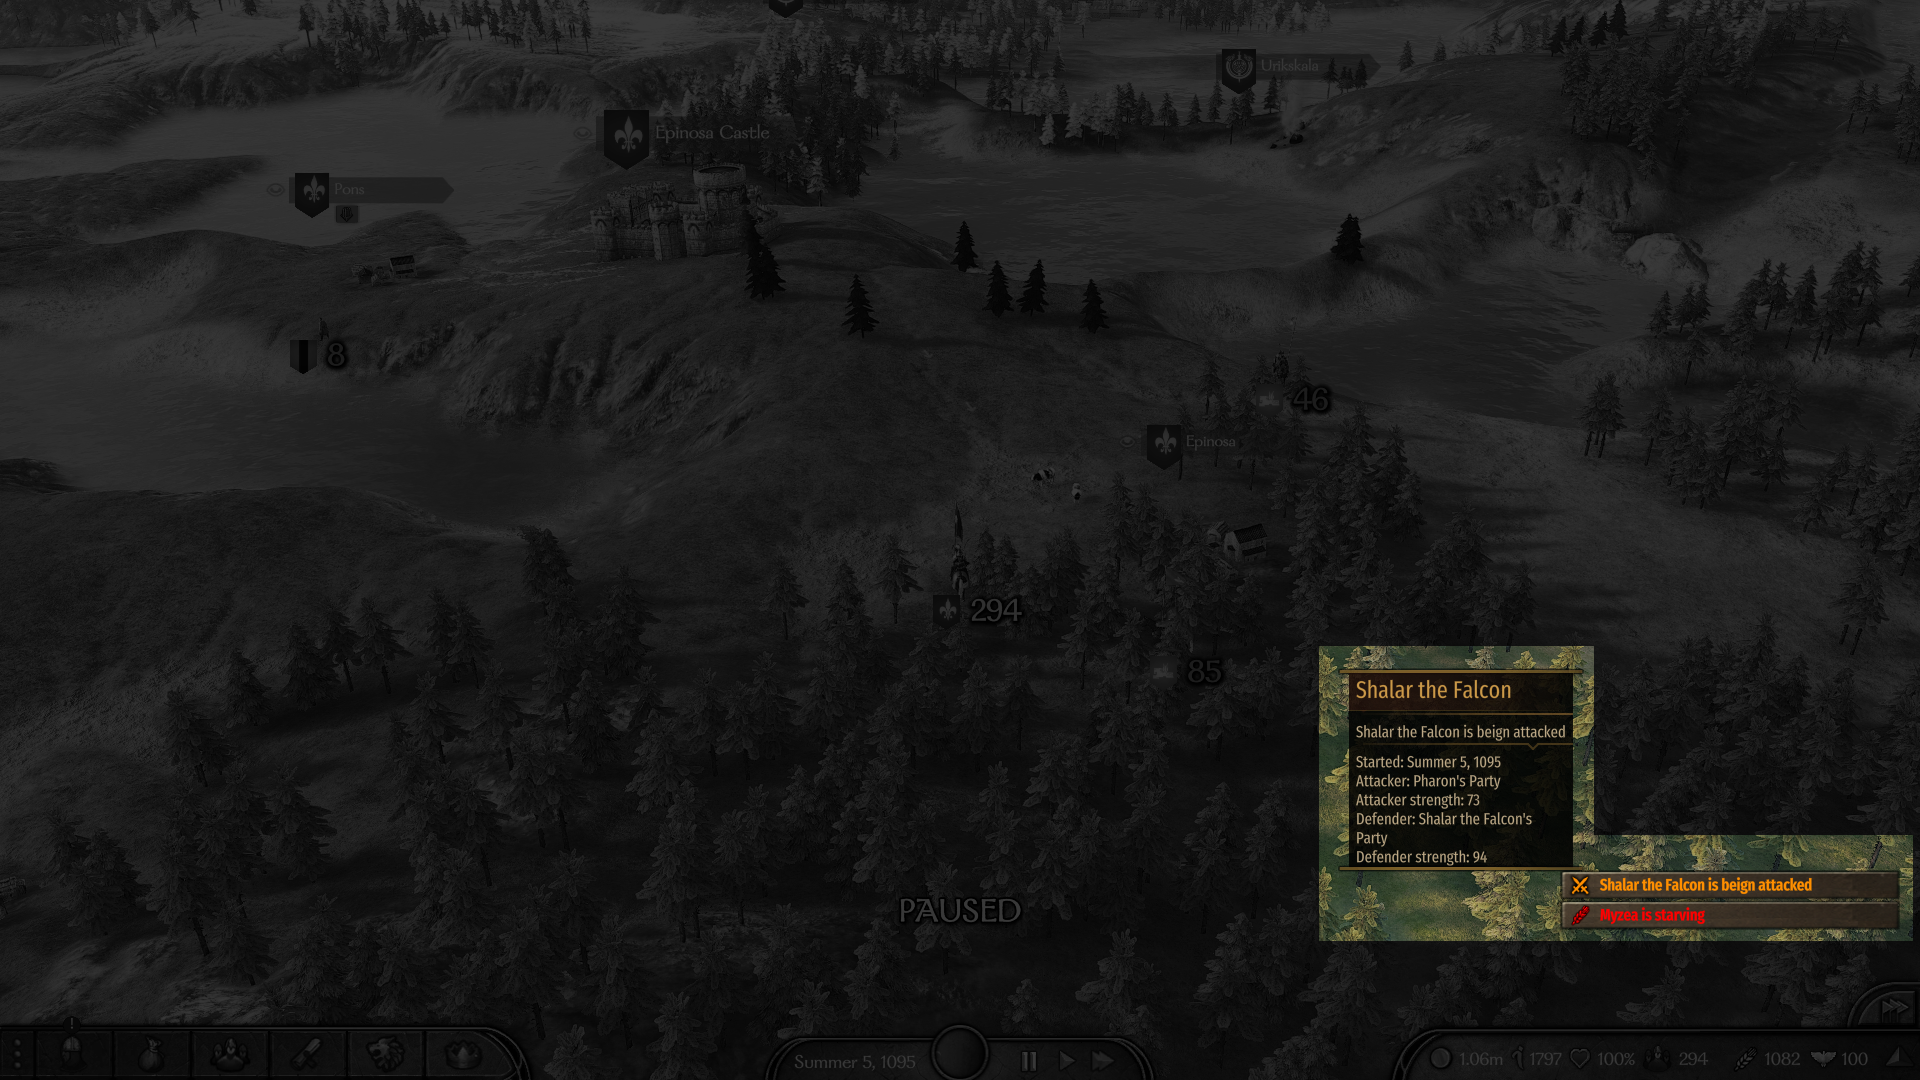 Urikskala
Epinosa Castle
Pons
8
46
Epinosa
294
85
Shalar the Falcon
Shalar the Falcon is beign attacked
Started: Summer 5, 1095
Attacker: Pharon's Party
Attacker strength: 73
Defender: Shalar the Falcon's
Party
Defender strength: 94
Shalar the Falcon is beign attacked
PAUSED
Myzea is starving
Summer 5, 1095
1.06m 1797 100% 294 1082 100